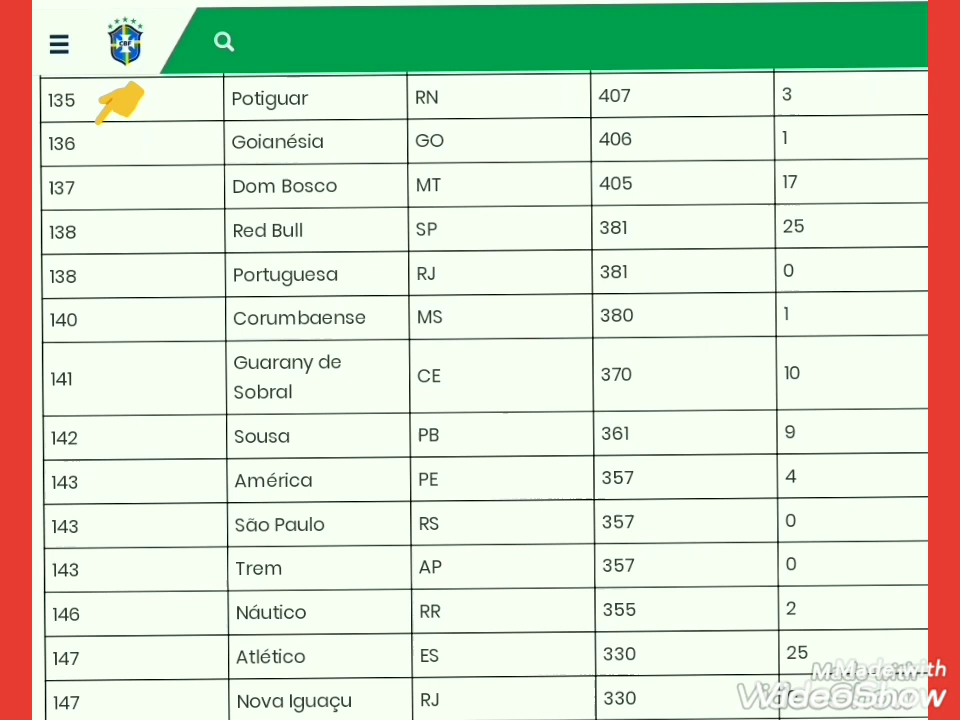 CBF
135 Potiguar RN 407 3
136 Goianésia GO 406 1
137 Dom Bosco MT 405 17
138 Red Bull SP 381 25
138 Portuguesa RJ 381 0
140 Corumbaense MS 380 1
141 Guarany de Sobral CE 370 10
142 Sousa PB 361 9
143 América PE 357 4
143 São Paulo RS 357 0
143 Trem AP 357 0
146 Náutico RR 355 2
147 Atlético ES 330 25
147 Nova Iguaçu RJ 330
Made with
VideoShow